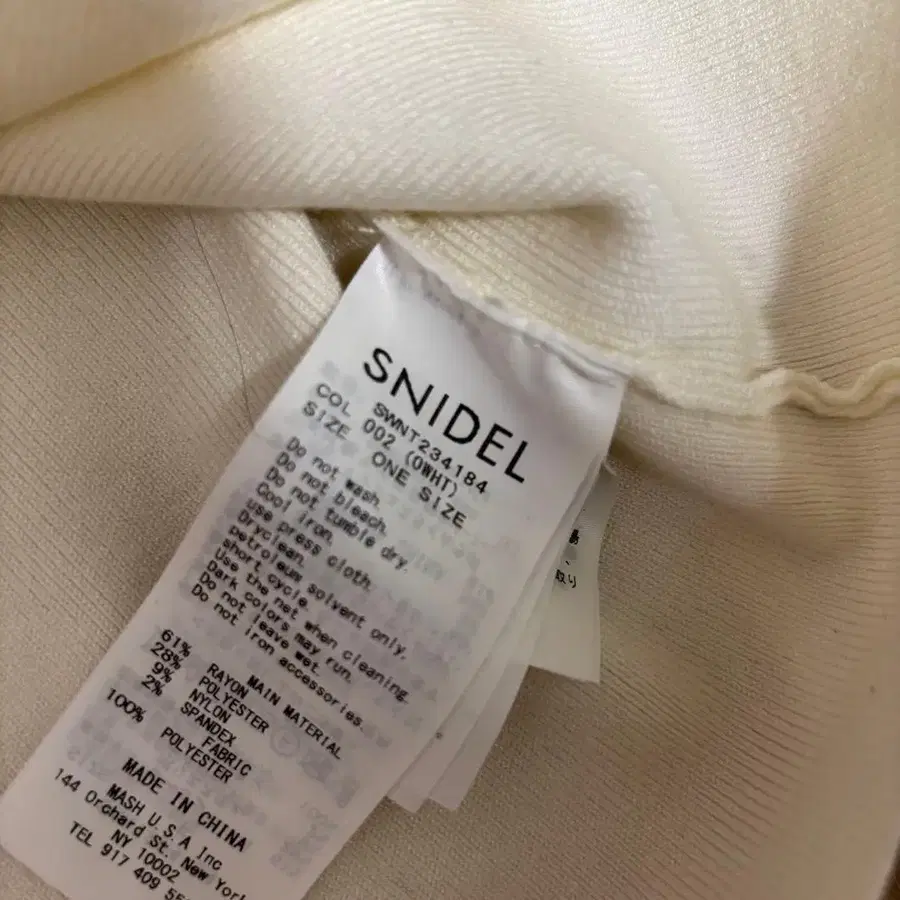 SNIDEL
SWNT234184
COL 002 (OWHT)
SIZE ONE SIZE
Do not wash.
Do not bleach.
Do not tumble dry.
Cool iron.
use press cloth.
Dryclean.
petroleum solvent only,
short cycle.
Use the net when cleaning.
Dark colors may run.
Do not leave wet.
Do not iron accessories.
MAIN MATERIAL
61% RAYON
28% POLYESTER
9% NYLON
2% SPANDEX
FABRIC
100% POLYESTER
MADE IN CHINA
MASH U.S.A Inc
144 Orchard St. New York
NY 10002
TEL 917 409
取り